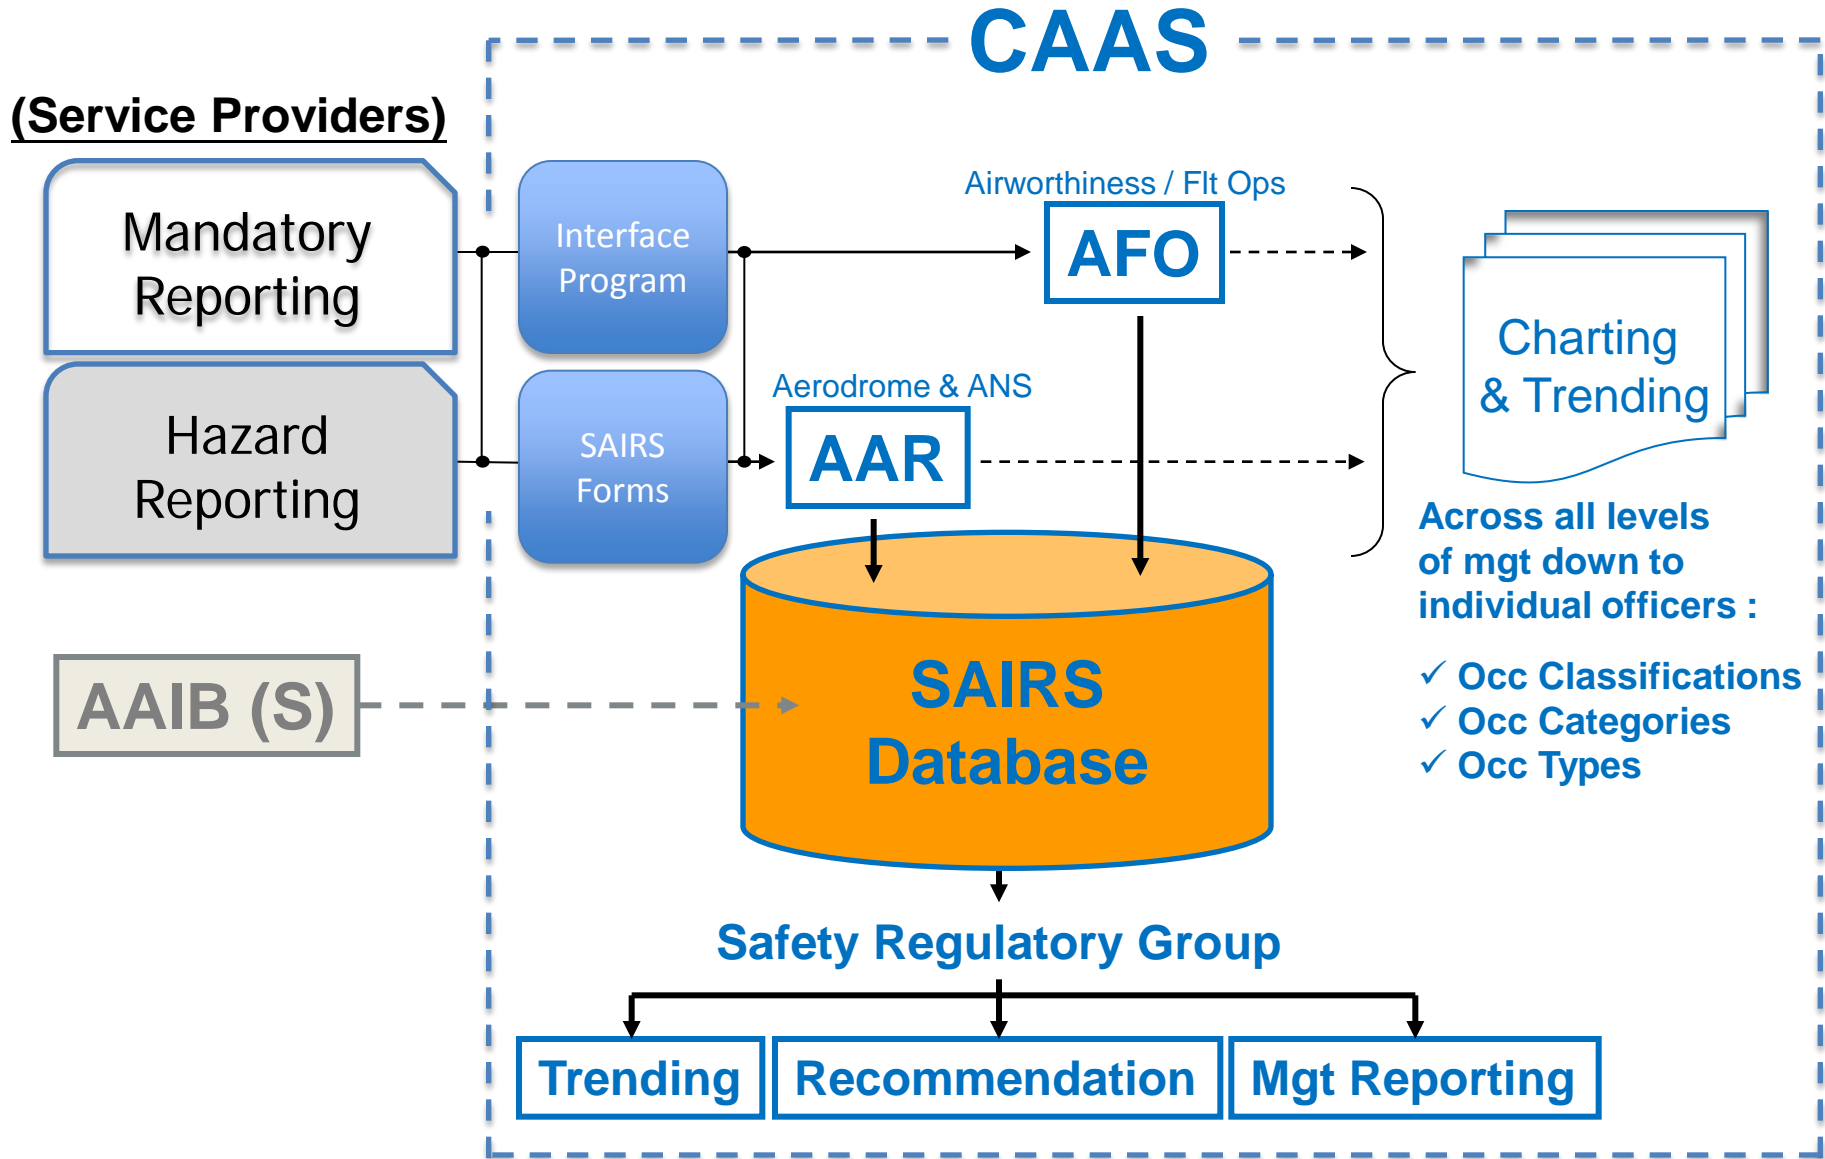 CAAS
(Service Providers)
Mandatory
Reporting
Interface
Program
Airworthiness / Flt Ops
AFO
Charting
& Trending
Hazard
Reporting
SAIRS
Forms
Aerodrome & ANS
AAR
Across all levels
of mgt down to
individual officers :
✓ Occ Classifications
✓ Occ Categories
✓ Occ Types
AAIB (S)
SAIRS
Database
Safety Regulatory Group
Trending
Recommendation
Mgt Reporting